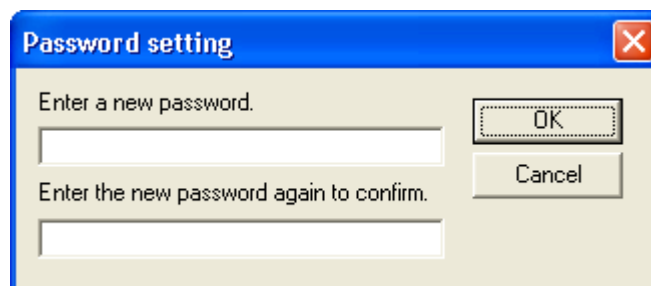 Password setting
Enter a new password.
OK
Cancel
Enter the new password again to confirm.